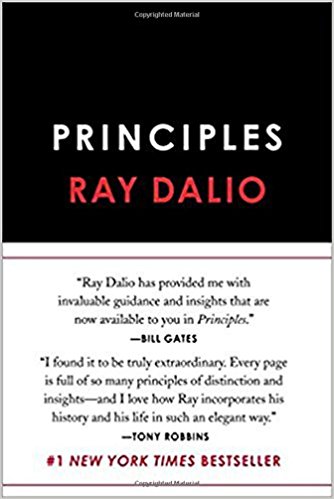 Copyrighted Material
PRINCIPLES
RAY DALIO
“Ray Dalio has provided me with
invaluable guidance and insights that are
now available to you in Principles.”
—BILL GATES
“I found it to be truly extraordinary. Every page
is full of so many principles of distinction and
insights—and I love how Ray incorporates his
history and his life in such an elegant way.”
—TONY ROBBINS
#1 NEW YORK TIMES BESTSELLER
Copyrighted Material